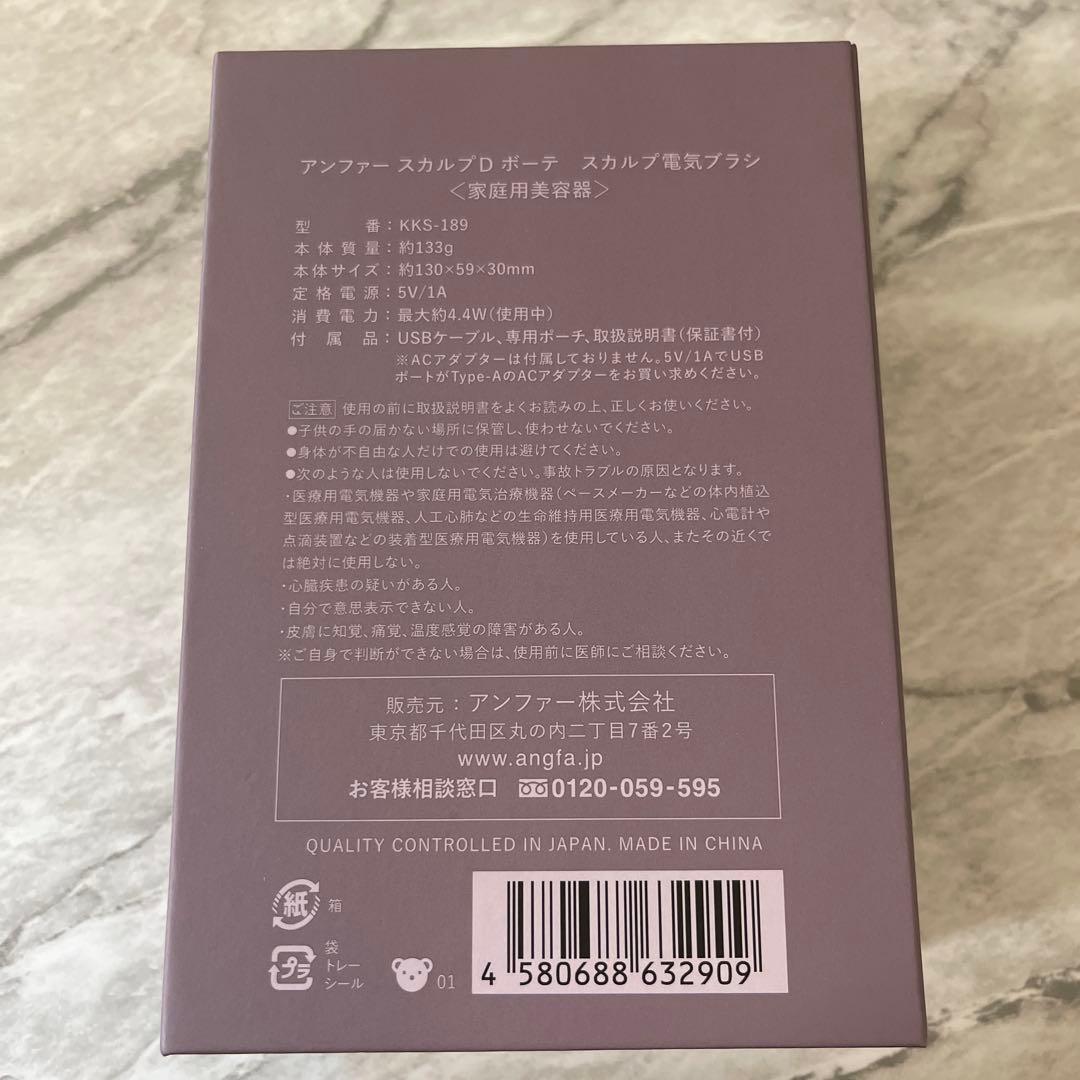 アンファー スカルプD ボーテ　スカルプ電気ブラシ
〈家庭用美容器〉
型番：KKS-189
本体質量：約133g
本体サイズ：約130×59×30mm
定格電源：5V/1A
消費電力：最大約4.4W（使用中）
付属品：USBケーブル、専用ポーチ、取扱説明書（保証書付）
※ACアダプターは付属しておりません。5V/1AでUSB
ポートがType-AのACアダプターをお買い求めください。
ご注意 使用の前に取扱説明書をよくお読みの上、正しくお使いください。
●子供の手の届かない場所に保管し、使わせないでください。
●身体が不自由な人だけでの使用は避けてください。
●次のような人は使用しないでください。事故トラブルの原因となります。
・医療用電気機器や家庭用電気治療機器（ペースメーカーなどの体内植込
型医療用電気機器、人工心肺などの生命維持用医療用電気機器、心電計や
点滴装置などの装着型医療用電気機器）を使用している人、またその近くで
は絶対に使用しない。
・心臓疾患の疑いがある人。
・自分で意思表示できない人。
・皮膚に知覚、痛覚、温度感覚の障害がある人。
※ご自身で判断ができない場合は、使用前に医師にご相談ください。
販売元：アンファー株式会社
東京都千代田区丸の内二丁目7番2号
www.angfa.jp
お客様相談窓口 0120-059-595
QUALITY CONTROLLED IN JAPAN. MADE IN CHINA
紙 箱
プラ 袋
トレー
シール
01
4 580688 632909